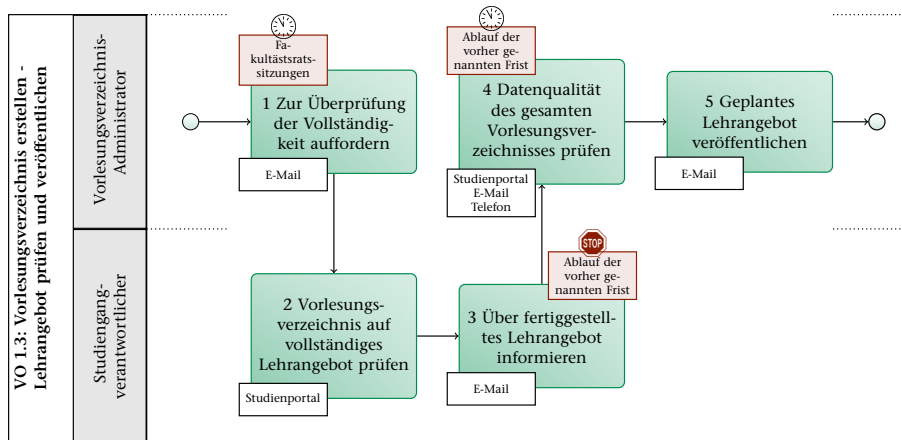 VO 1.3: Vorlesungsverzeichnis erstellen -
Lehrangebot prüfen und veröffentlichen
Vorlesungsverzeichnis-
Administrator
Fa-
kultästsrats-
sitzungen
1 Zur Überprüfung
der Vollständig-
keit auffordern
E-Mail
Ablauf der
vorher ge-
nannten Frist
4 Datenqualität
des gesamten
Vorlesungsver-
zeichnisses prüfen
Studienportal
E-Mail
Telefon
5 Geplantes
Lehrangebot
veröffentlichen
E-Mail
Studiengang-
verantwortlicher
2 Vorlesungs-
verzeichnis auf
vollständiges
Lehrangebot prüfen
Studienportal
STOP
Ablauf der
vorher ge-
nannten Frist
3 Über fertiggestell-
tes Lehrangebot
informieren
E-Mail